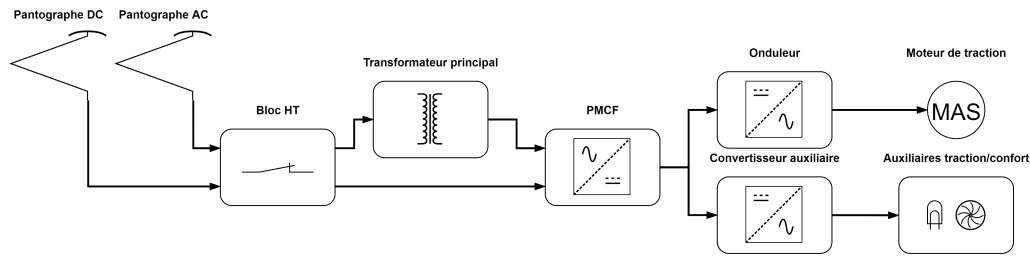 Pantographe DC
Pantographe AC
Transformateur principal
Onduleur
Moteur de traction
Bloc HT
PMCF
MAS
Convertisseur auxiliaire
Auxiliaires traction/confort